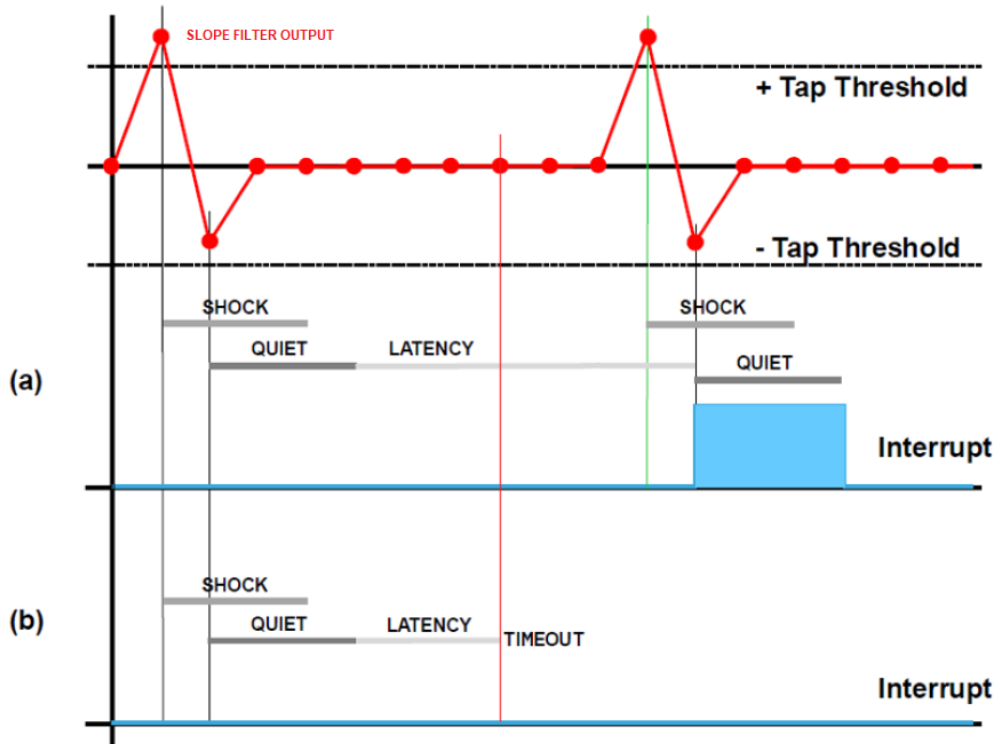 SLOPE FILTER OUTPUT
+ Tap Threshold
- Tap Threshold
SHOCK
SHOCK
QUIET
LATENCY
QUIET
(a)
Interrupt
SHOCK
(b)
QUIET
LATENCY
TIMEOUT
Interrupt